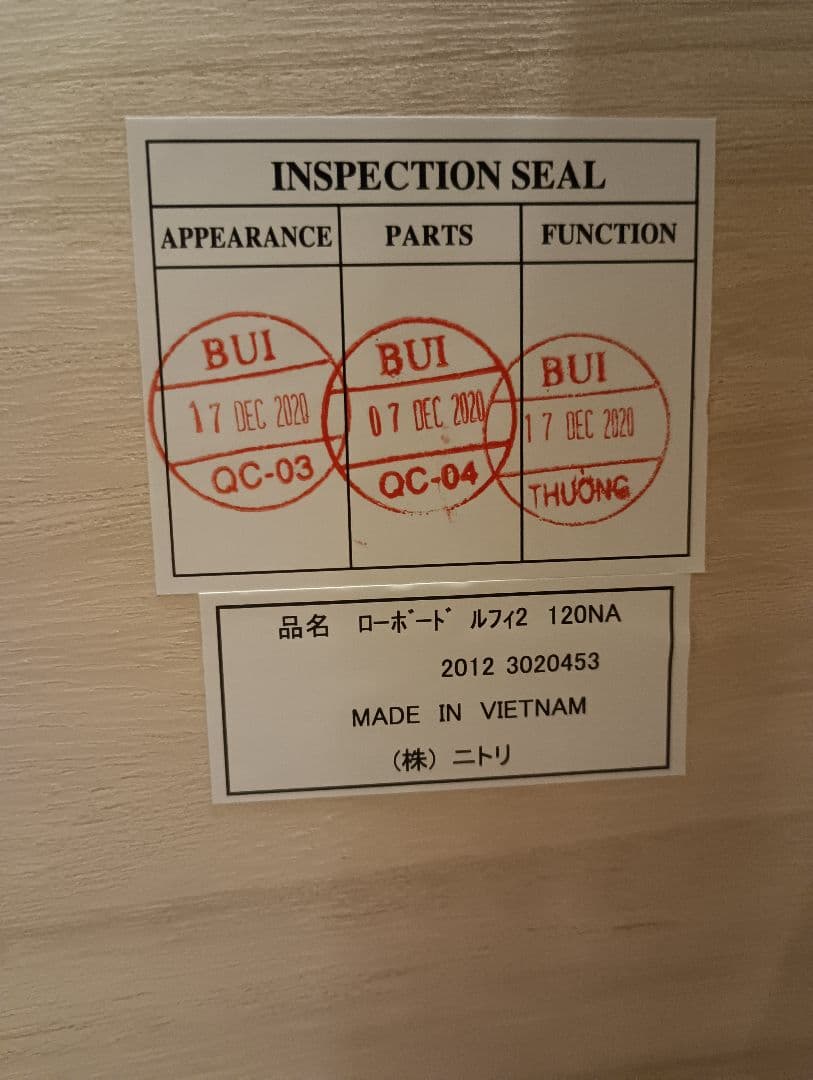 INSPECTION SEAL
APPEARANCE PARTS FUNCTION
BUI
17 DEC 2020
QC-03
BUI
07 DEC 2020
QC-04
BUI
17 DEC 2020
THƯỜNG
品名 ローボード ルフィ2 120NA
2012 3020453
MADE IN VIETNAM
(株) ニトリ